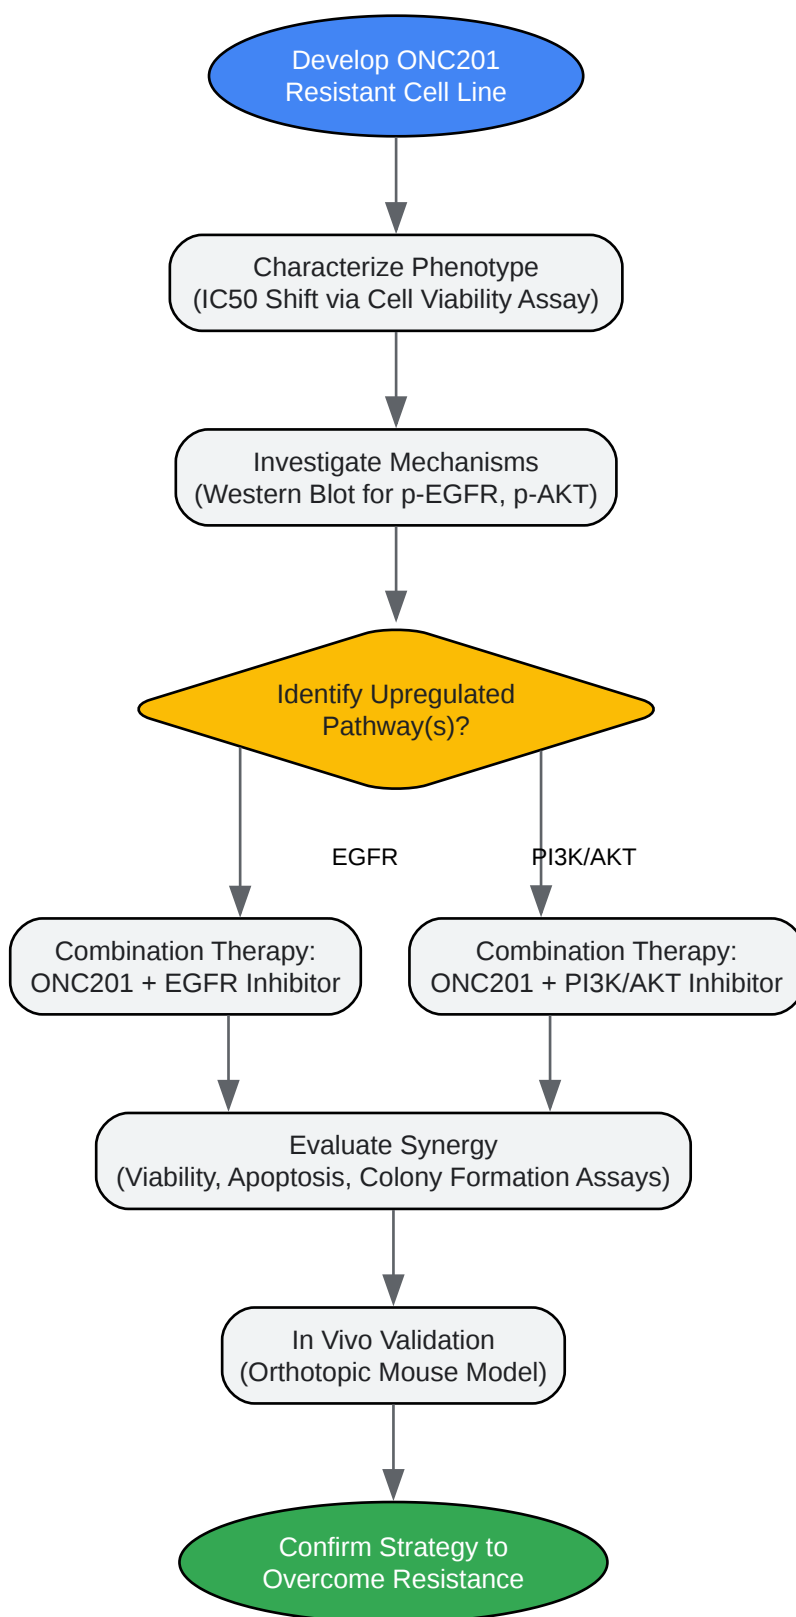 Develop ONC201
Resistant Cell Line
Characterize Phenotype
(IC50 Shift via Cell Viability Assay)
Investigate Mechanisms
(Western Blot for p-EGFR, p-AKT)
Identify Upregulated
Pathway(s)?
EGFR
PI3K/AKT
Combination Therapy:
ONC201 + EGFR Inhibitor
Combination Therapy:
ONC201 + PI3K/AKT Inhibitor
Evaluate Synergy
(Viability, Apoptosis, Colony Formation Assays)
In Vivo Validation
(Orthotopic Mouse Model)
Confirm Strategy to
Overcome Resistance